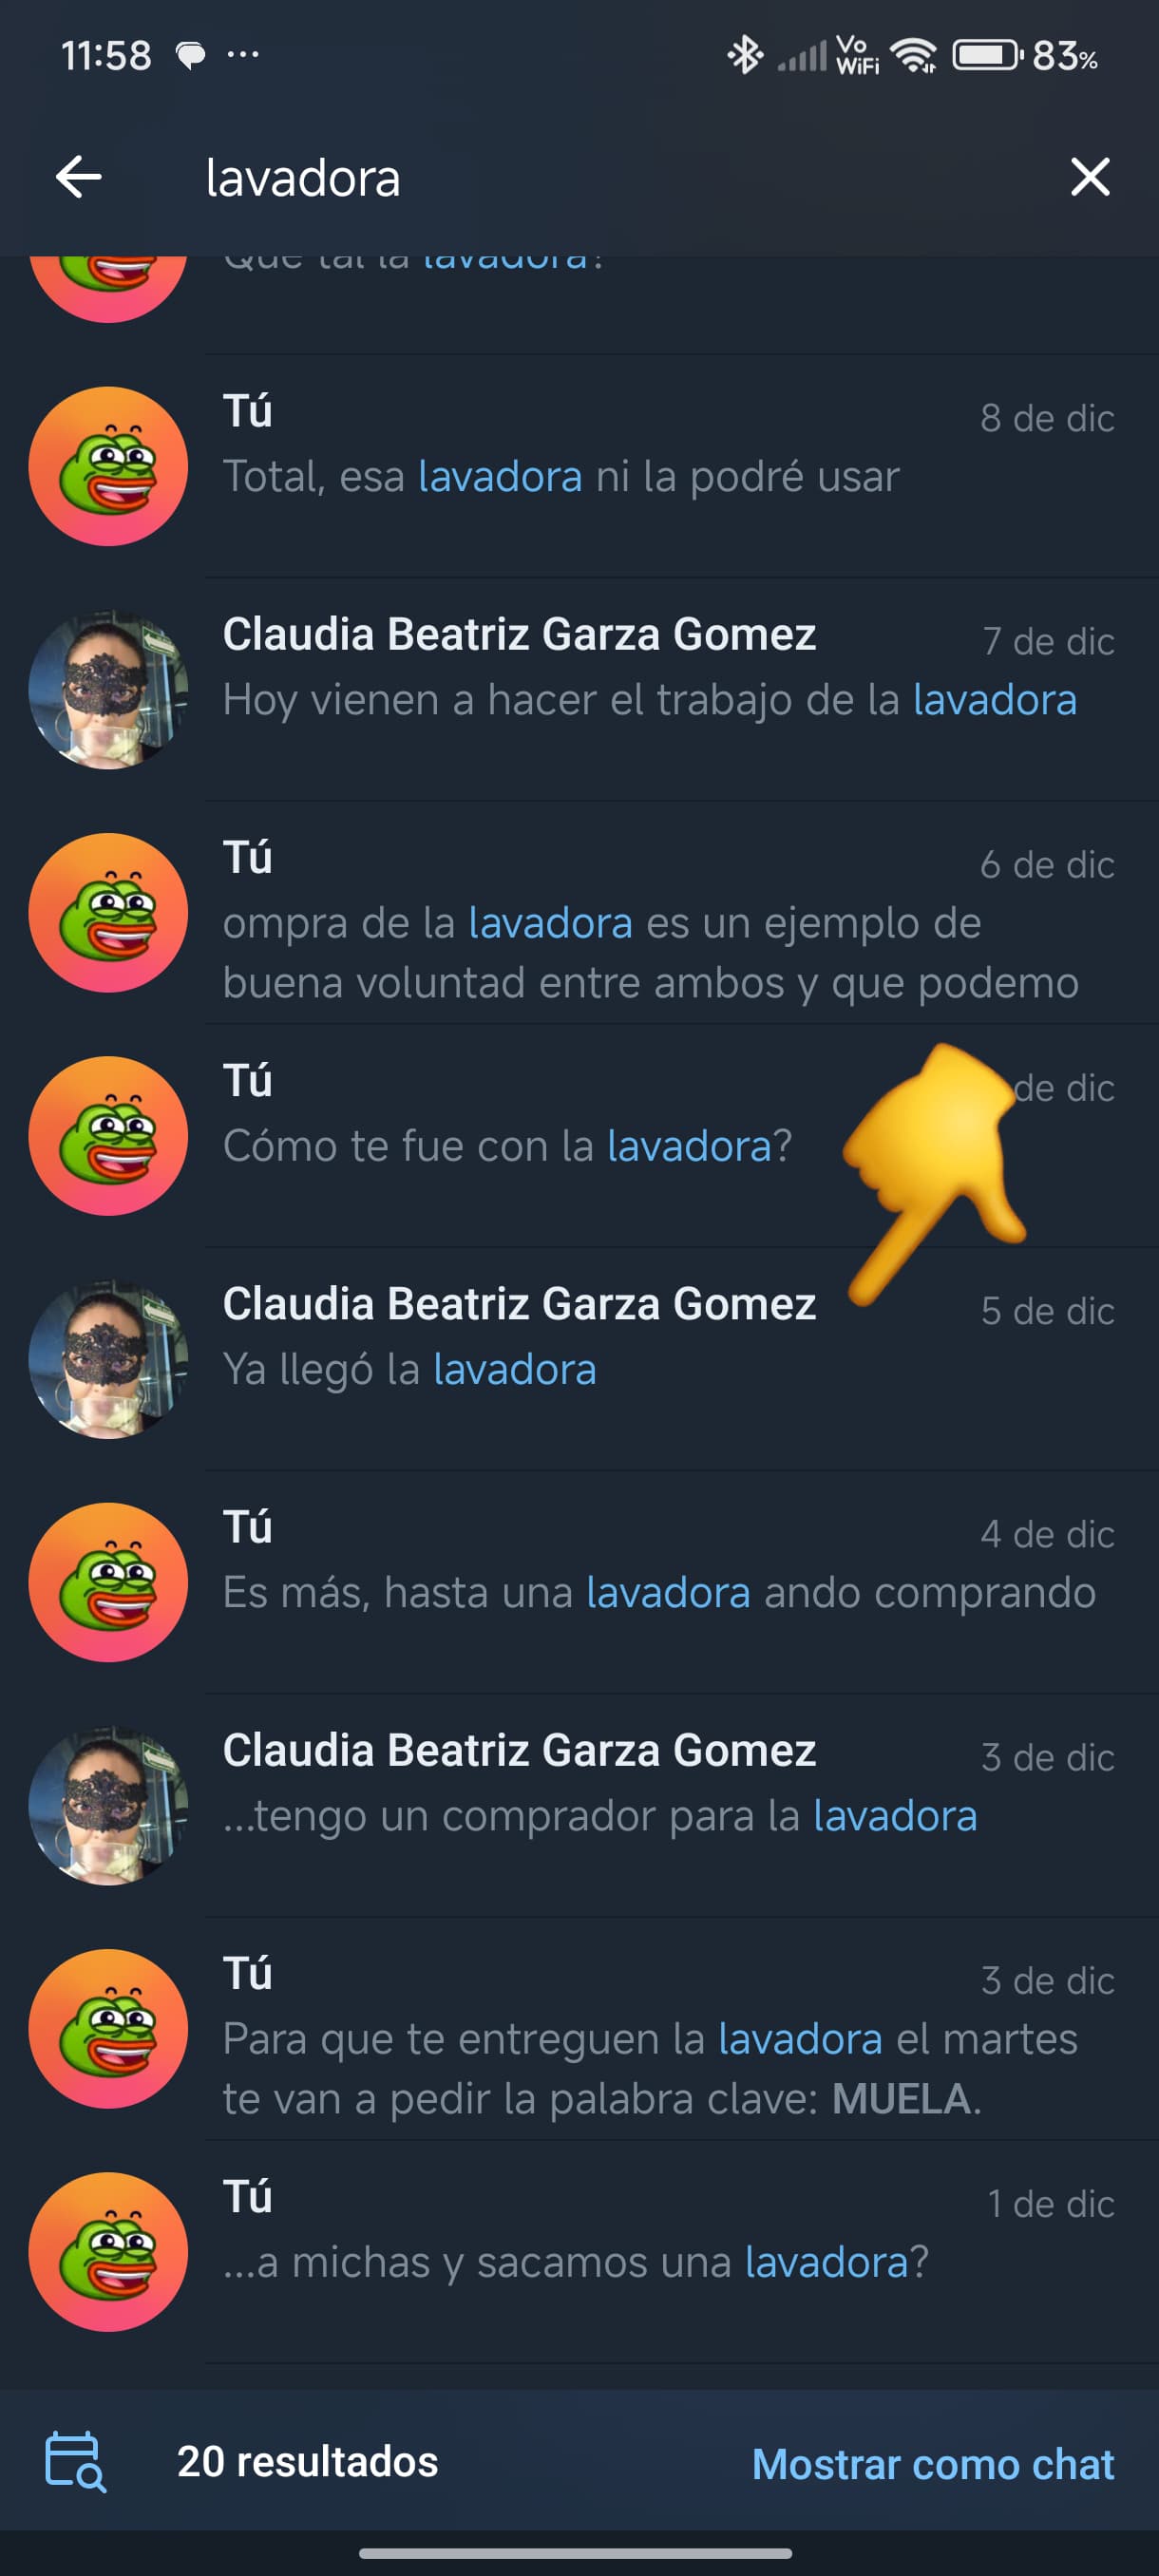 11:58
Vo
WiFi
83%
lavadora
Que tal la lavadora?
Tú
8 de dic
Total, esa lavadora ni la podré usar
Claudia Beatriz Garza Gomez
7 de dic
Hoy vienen a hacer el trabajo de la lavadora
Tú
6 de dic
ompra de la lavadora es un ejemplo de
buena voluntad entre ambos y que podemo
Tú
de dic
Cómo te fue con la lavadora?
Claudia Beatriz Garza Gomez
5 de dic
Ya llegó la lavadora
Tú
4 de dic
Es más, hasta una lavadora ando comprando
Claudia Beatriz Garza Gomez
3 de dic
...tengo un comprador para la lavadora
Tú
3 de dic
Para que te entreguen la lavadora el martes
te van a pedir la palabra clave: MUELA.
Tú
1 de dic
...a michas y sacamos una lavadora?
20 resultados
Mostrar como chat